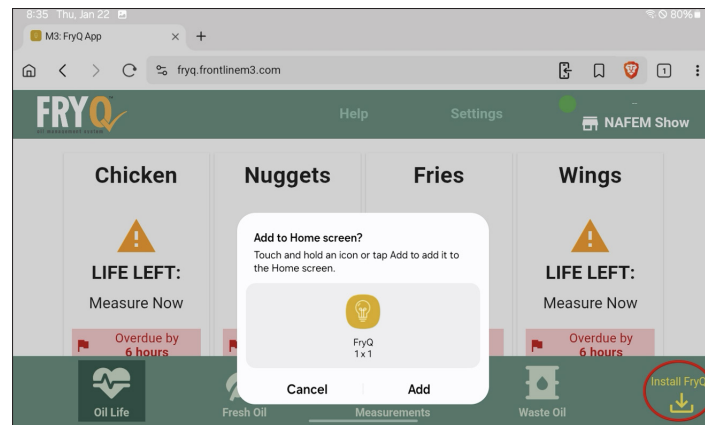 8:35 Thu, Jan 22
80%
M3: FryQ App
fryq.frontlinem3.com
1
FRYQ
OIL MANAGEMENT SYSTEM
Help
Settings
–
NAFEM Show
Chicken
Nuggets
Fries
Wings
LIFE LEFT:
LIFE LEFT:
Measure Now
Measure Now
Overdue by
6 hours
Overdue by
6 hours
Add to Home screen?
Touch and hold an icon or tap Add to add it to
the Home screen.
FryQ
1 x 1
Cancel
Add
Oil Life
Fresh Oil
Measurements
Waste Oil
Install FryQ